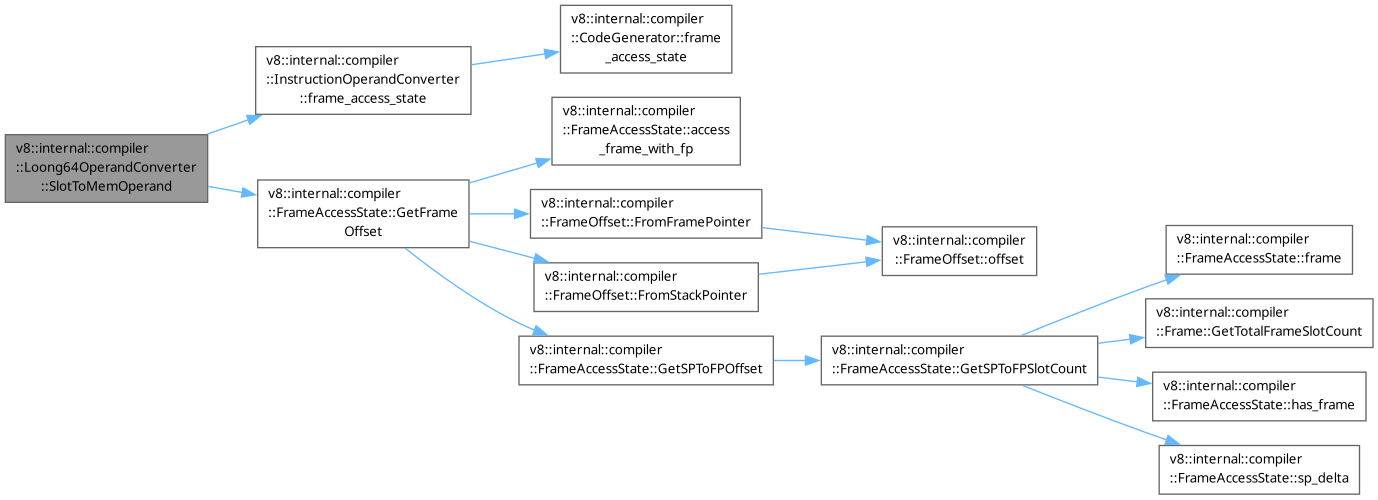 v8::internal::compiler
::Loong64OperandConverter
::SlotToMemOperand
v8::internal::compiler
::InstructionOperandConverter
::frame_access_state
v8::internal::compiler
::CodeGenerator::frame
_access_state
v8::internal::compiler
::FrameAccessState::GetFrame
Offset
v8::internal::compiler
::FrameAccessState::access
_frame_with_fp
v8::internal::compiler
::FrameOffset::FromFramePointer
v8::internal::compiler
::FrameOffset::FromStackPointer
v8::internal::compiler
::FrameOffset::offset
v8::internal::compiler
::FrameAccessState::GetSPToFPOffset
v8::internal::compiler
::FrameAccessState::GetSPToFPSlotCount
v8::internal::compiler
::FrameAccessState::frame
v8::internal::compiler
::Frame::GetTotalFrameSlotCount
v8::internal::compiler
::FrameAccessState::has_frame
v8::internal::compiler
::FrameAccessState::sp_delta